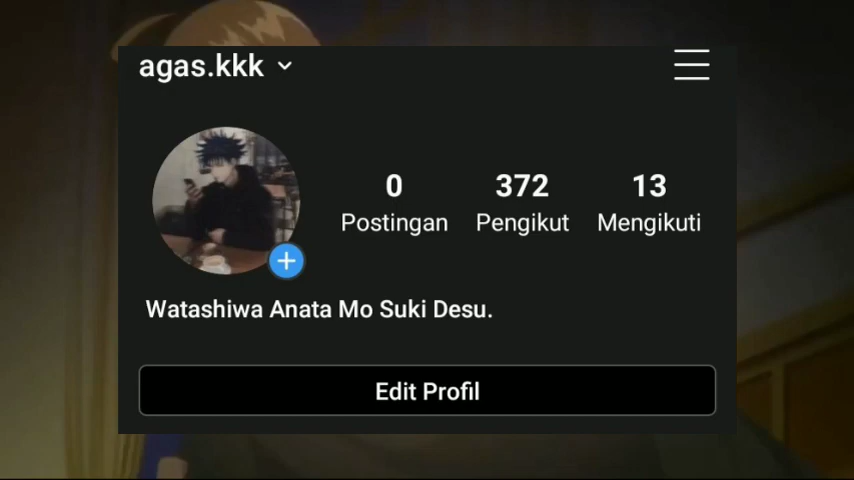 agas.kkk
0 372 13
Postingan Pengikut Mengikuti
Watashiwa Anata Mo Suki Desu.
Edit Profil